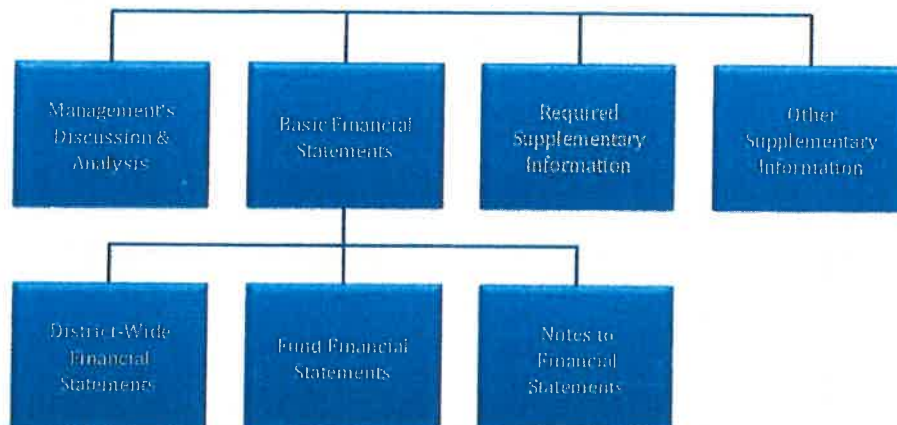 Management's
Discussion &
Analysis
Basic Financial
Statements
Required
Supplementary
Information
Other
Supplementary
Information
District-Wide
Financial
Statements
Fund Financial
Statements
Notes to
Financial
Statements